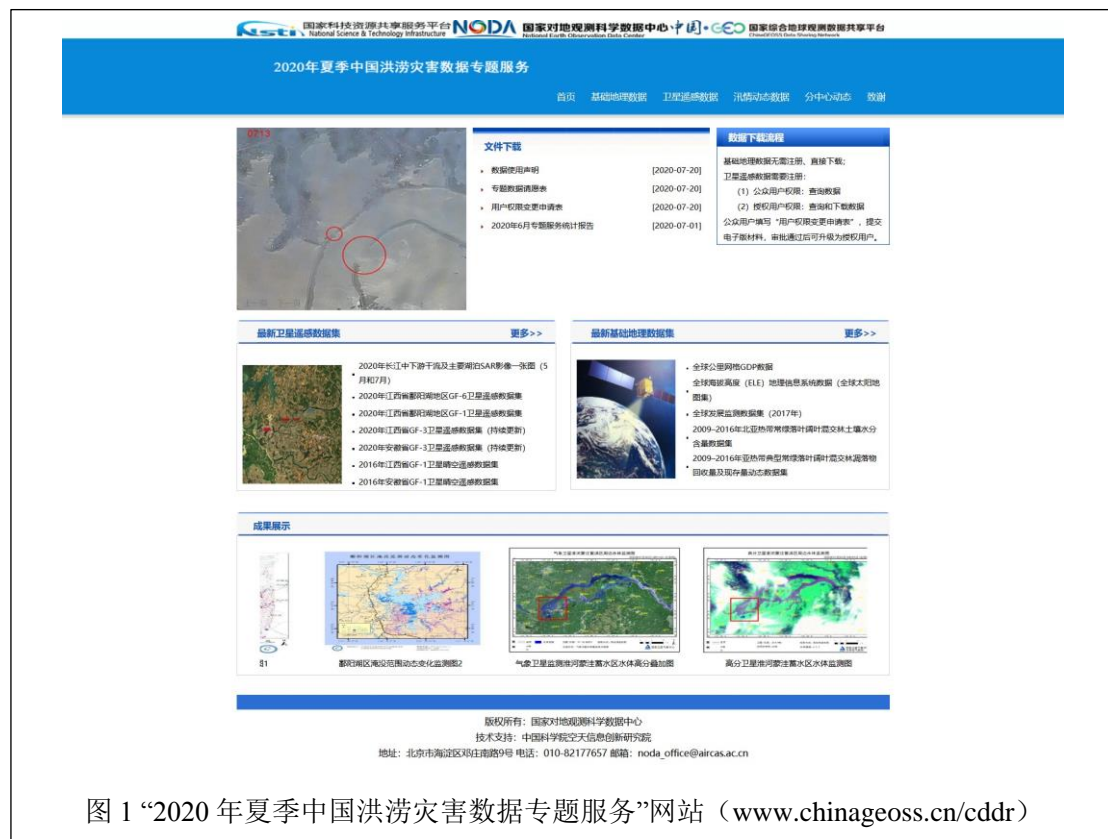 国家科技资源共享服务平台
National Science & Technology Infrastructure
NODA 国家对地观测科学数据中心
National Earth Observation Data Center
中国·GEO 国家综合地球观测数据共享平台
ChinaGEOSS Data Sharing Network
2020年夏季中国洪涝灾害数据专题服务
首页 基础地理数据 卫星遥感数据 汛情动态数据 分中心动态 致谢
0713
文件下载
数据使用声明 [2020-07-20]
专题数据清册表 [2020-07-20]
用户权限变更申请表 [2020-07-20]
2020年6月专题服务统计报告 [2020-07-01]
数据下载流程
基础地理数据无需注册、直接下载;
卫星遥感数据需要注册:
(1) 公众用户权限: 查询数据
(2) 授权用户权限: 查询和下载数据
公众用户填写“用户权限变更申请表”, 提交
电子版材料, 审批通过后可升级为授权用户。
最新卫星遥感数据集 更多>>
2020年长江中下游干流及主要湖泊SAR影像一张图 (5
月和7月)
2020年江西省鄱阳湖地区GF-6卫星遥感数据集
2020年江西省鄱阳湖地区GF-1卫星遥感数据集
2020年江西省GF-3卫星遥感数据集 (持续更新)
2020年安徽省GF-3卫星遥感数据集 (持续更新)
2016年江西省GF-1卫星晴空遥感数据集
2016年安徽省GF-1卫星晴空遥感数据集
最新基础地理数据集 更多>>
全球公里网格GDP数据
全球海拔高度 (ELE) 地理信息系统数据 (全球太阳地
图集)
全球发展监测数据集 (2017年)
2009–2016年北亚热带常绿落叶阔叶混交林土壤水分
含量数据集
2009–2016年亚热带典型常绿落叶阔叶混交林凋落物
回收量及现存量动态数据集
成果展示
鄱阳湖区淹没范围动态变化监测图2
气象卫星监测淮河蒙洼蓄水区水体高分叠加图
高分卫星淮河蒙洼蓄水区水体监测图
版权所有: 国家对地观测科学数据中心
技术支持: 中国科学院空天信息创新研究院
地址: 北京市海淀区邓庄南路9号 电话: 010-82177657 邮箱: noda_office@aircas.ac.cn
图 1 “2020 年夏季中国洪涝灾害数据专题服务”网站（www.chinageoss.cn/cddr）